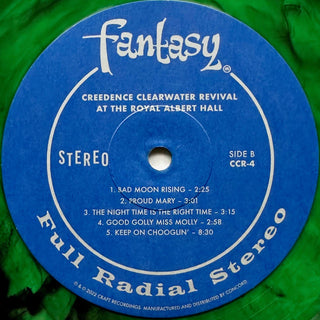 fantasy®
CREEDENCE CLEARWATER REVIVAL
AT THE ROYAL ALBERT HALL
STEREO
SIDE B
CCR-4
1. BAD MOON RISING – 2:25
2. PROUD MARY – 3:01
3. THE NIGHT TIME IS THE RIGHT TIME – 3:15
4. GOOD GOLLY MISS MOLLY – 2:58
5. KEEP ON CHOOGLIN' – 8:30
Full Radial Stereo
℗ & © 2022 CRAFT RECORDINGS. MANUFACTURED AND DISTRIBUTED BY CONCORD.